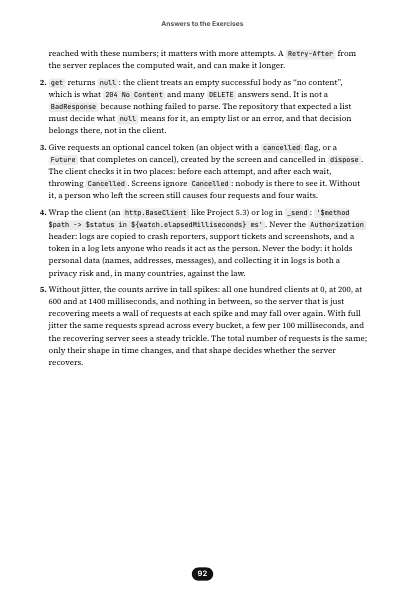 Answers to the Exercises
reached with these numbers; it matters with more attempts. A Retry-After from
the server replaces the computed wait, and can make it longer.
2. get returns null: the client treats an empty successful body as “no content”,
which is what 204 No Content and many DELETE answers send. It is not a
BadResponse because nothing failed to parse. The repository that expected a list
must decide what null means for it, an empty list or an error, and that decision
belongs there, not in the client.
3. Give requests an optional cancel token (an object with a cancelled flag, or a
Future that completes on cancel), created by the screen and cancelled in dispose.
The client checks it in two places: before each attempt, and after each wait,
throwing Cancelled. Screens ignore Cancelled: nobody is there to see it. Without
it, a person who left the screen still causes four requests and four waits.
4. Wrap the client (an http.BaseClient like Project 5.3) or log in _send: '$method
$path -> $status in ${watch.elapsedMilliseconds} ms'. Never the Authorization
header: logs are copied to crash reporters, support tickets and screenshots, and a
token in a log lets anyone who reads it act as the person. Never the body: it holds
personal data (names, addresses, messages), and collecting it in logs is both a
privacy risk and, in many countries, against the law.
5. Without jitter, the counts arrive in tall spikes: all one hundred clients at 0, at 200, at
600 and at 1400 milliseconds, and nothing in between, so the server that is just
recovering meets a wall of requests at each spike and may fall over again. With full
jitter the same requests spread across every bucket, a few per 100 milliseconds, and
the recovering server sees a steady trickle. The total number of requests is the same;
only their shape in time changes, and that shape decides whether the server
recovers.
92